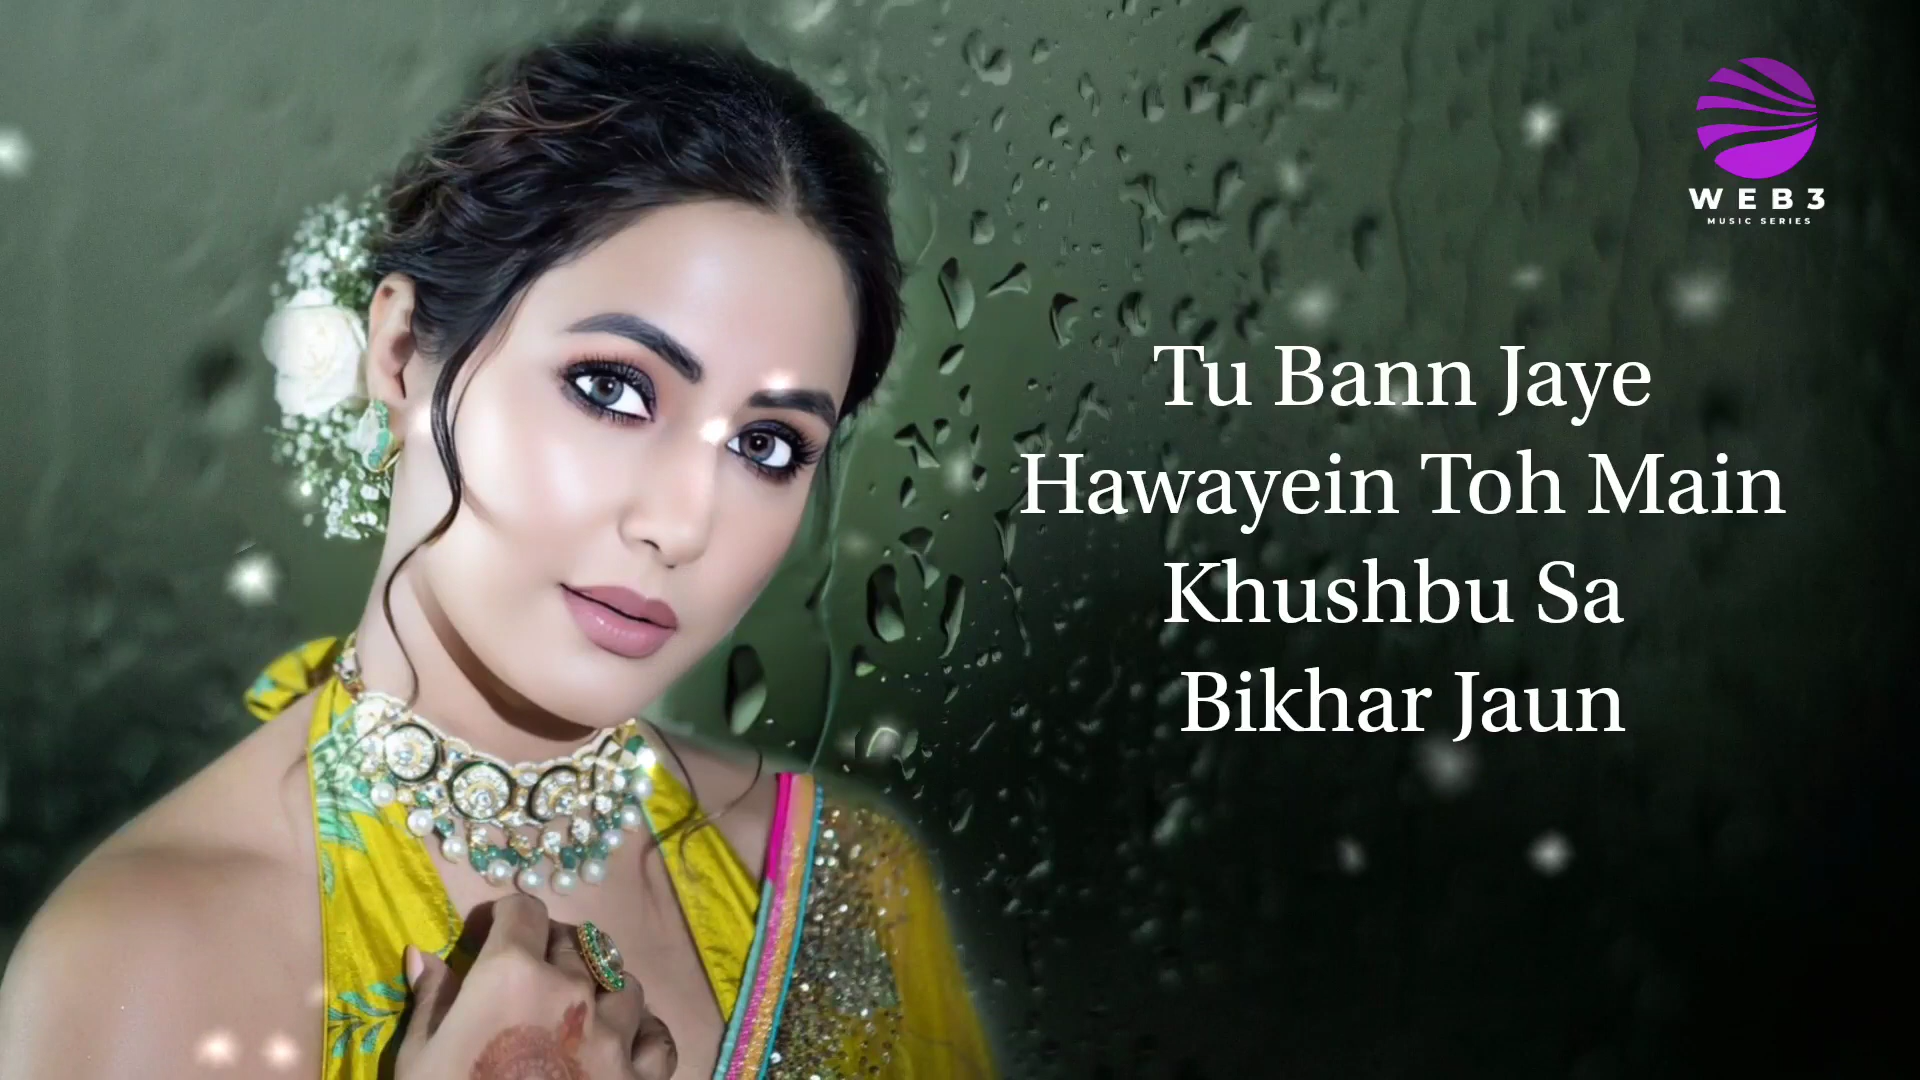 WEB3
MUSIC SERIES
Tu Bann Jaye
Hawayein Toh Main
Khushbu Sa
Bikhar Jaun